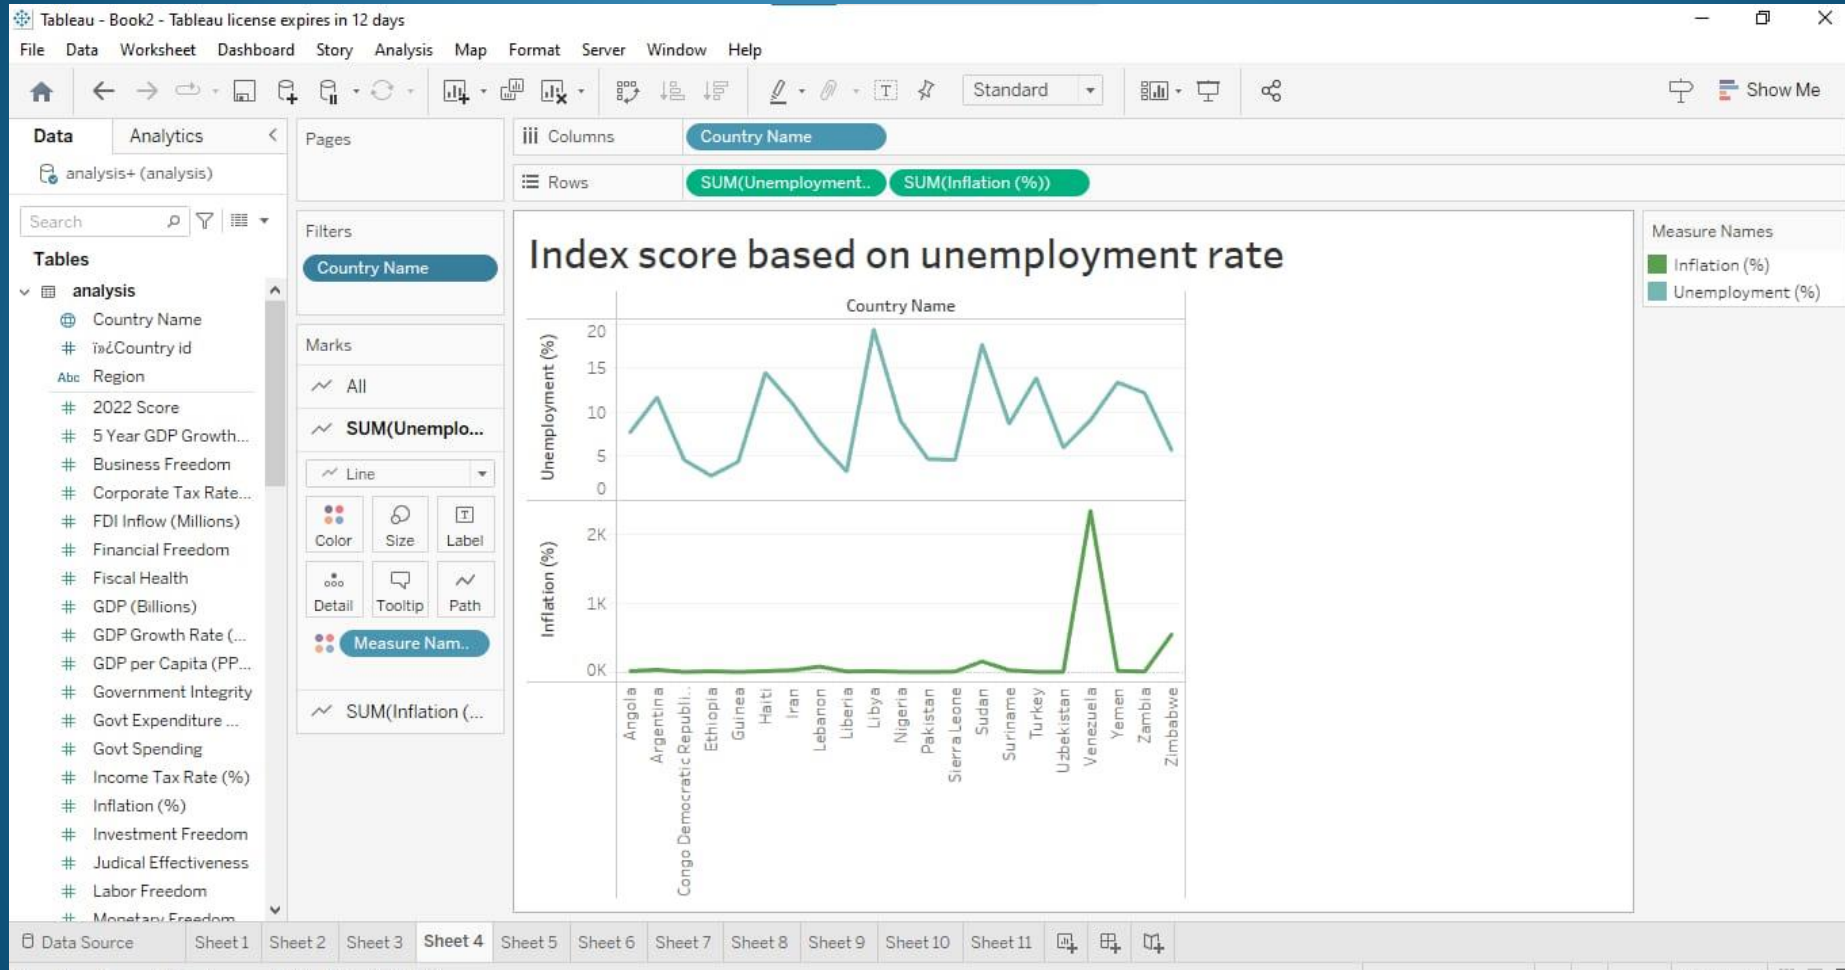 Tableau - Book2 - Tableau license expires in 12 days
File Data Worksheet Dashboard Story Analysis Map Format Server Window Help
Standard
Show Me
Data Analytics
analysis+ (analysis)
Search
Tables
analysis
Country Name
ï»¿Country id
Abc Region
2022 Score
5 Year GDP Growth...
Business Freedom
Corporate Tax Rate...
FDI Inflow (Millions)
Financial Freedom
Fiscal Health
GDP (Billions)
GDP Growth Rate (...
GDP per Capita (PP...
Government Integrity
Govt Expenditure ...
Govt Spending
Income Tax Rate (%)
Inflation (%)
Investment Freedom
Judical Effectiveness
Labor Freedom
Monetary Freedom
Pages
Filters
Country Name
Marks
All
SUM(Unemplo...
Line
Color Size Label
Detail Tooltip Path
Measure Nam..
SUM(Inflation (...
Columns Country Name
Rows SUM(Unemployment.. SUM(Inflation (%))
Index score based on unemployment rate
Country Name
Unemployment (%)
20
15
10
5
0
Inflation (%)
2K
1K
0K
Angola
Argentina
Congo Democratic Republi..
Ethiopia
Guinea
Haiti
Iran
Lebanon
Liberia
Libya
Nigeria
Pakistan
Sierra Leone
Sudan
Suriname
Turkey
Uzbekistan
Venezuela
Yemen
Zambia
Zimbabwe
Measure Names
Inflation (%)
Unemployment (%)
Data Source Sheet 1 Sheet 2 Sheet 3 Sheet 4 Sheet 5 Sheet 6 Sheet 7 Sheet 8 Sheet 9 Sheet 10 Sheet 11